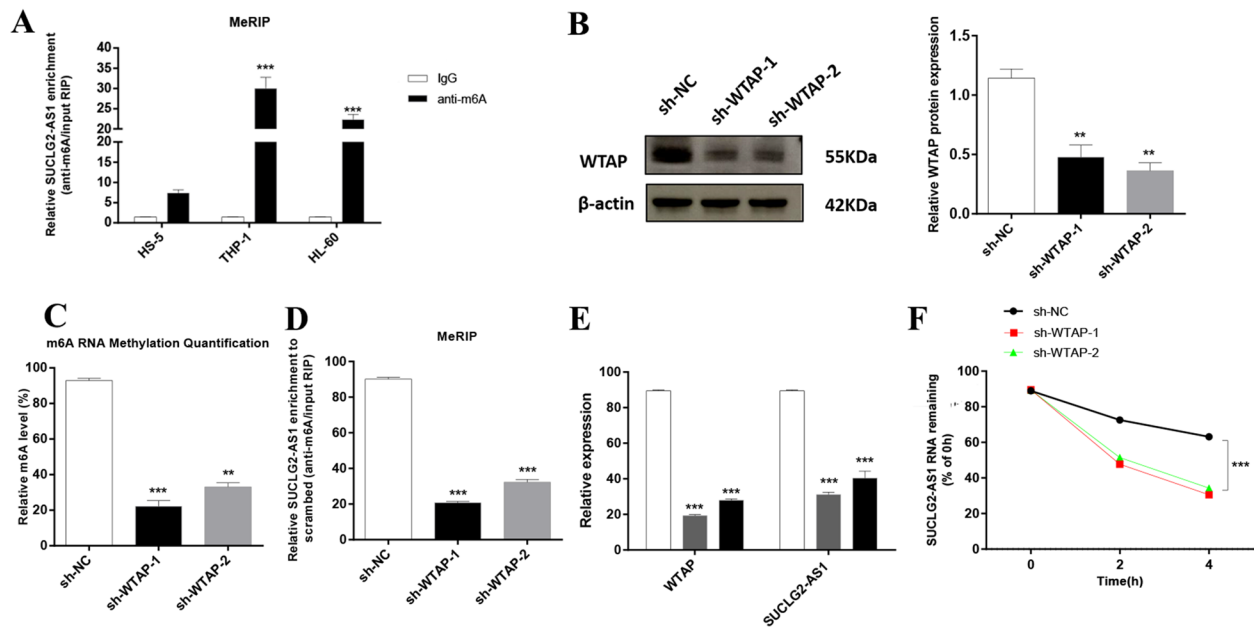 A
MeRIP
Relative SUCLG2-AS1 enrichment
(anti-m6A/input RIP)
40
35
30
25
20
20
15
10
5
0
HS-5
THP-1
HL-60
***
***
IgG
anti-m6A
B
sh-NC
sh-WTAP-1
sh-WTAP-2
WTAP
55KDa
β-actin
42KDa
Relative WTAP protein expression
1.5
1.0
0.5
0.0
**
**
sh-NC
sh-WTAP-1
sh-WTAP-2
C
m6A RNA Methylation Quantification
Relative m6A level (%)
100
80
60
40
20
0
***
**
sh-NC
sh-WTAP-1
sh-WTAP-2
D
MeRIP
Relative SUCLG2-AS1 enrichment to
scrambbed (anti-m6A/input RIP)
100
80
60
40
20
0
***
***
sh-NC
sh-WTAP-1
sh-WTAP-2
E
Relative expression
100
80
60
40
20
0
***
***
***
***
WTAP
SUCLG2-AS1
F
sh-NC
sh-WTAP-1
sh-WTAP-2
SUCLG2-AS1 RNA remaining
(% of 0h)
100
80
60
40
20
0
***
0
2
4
Time(h)